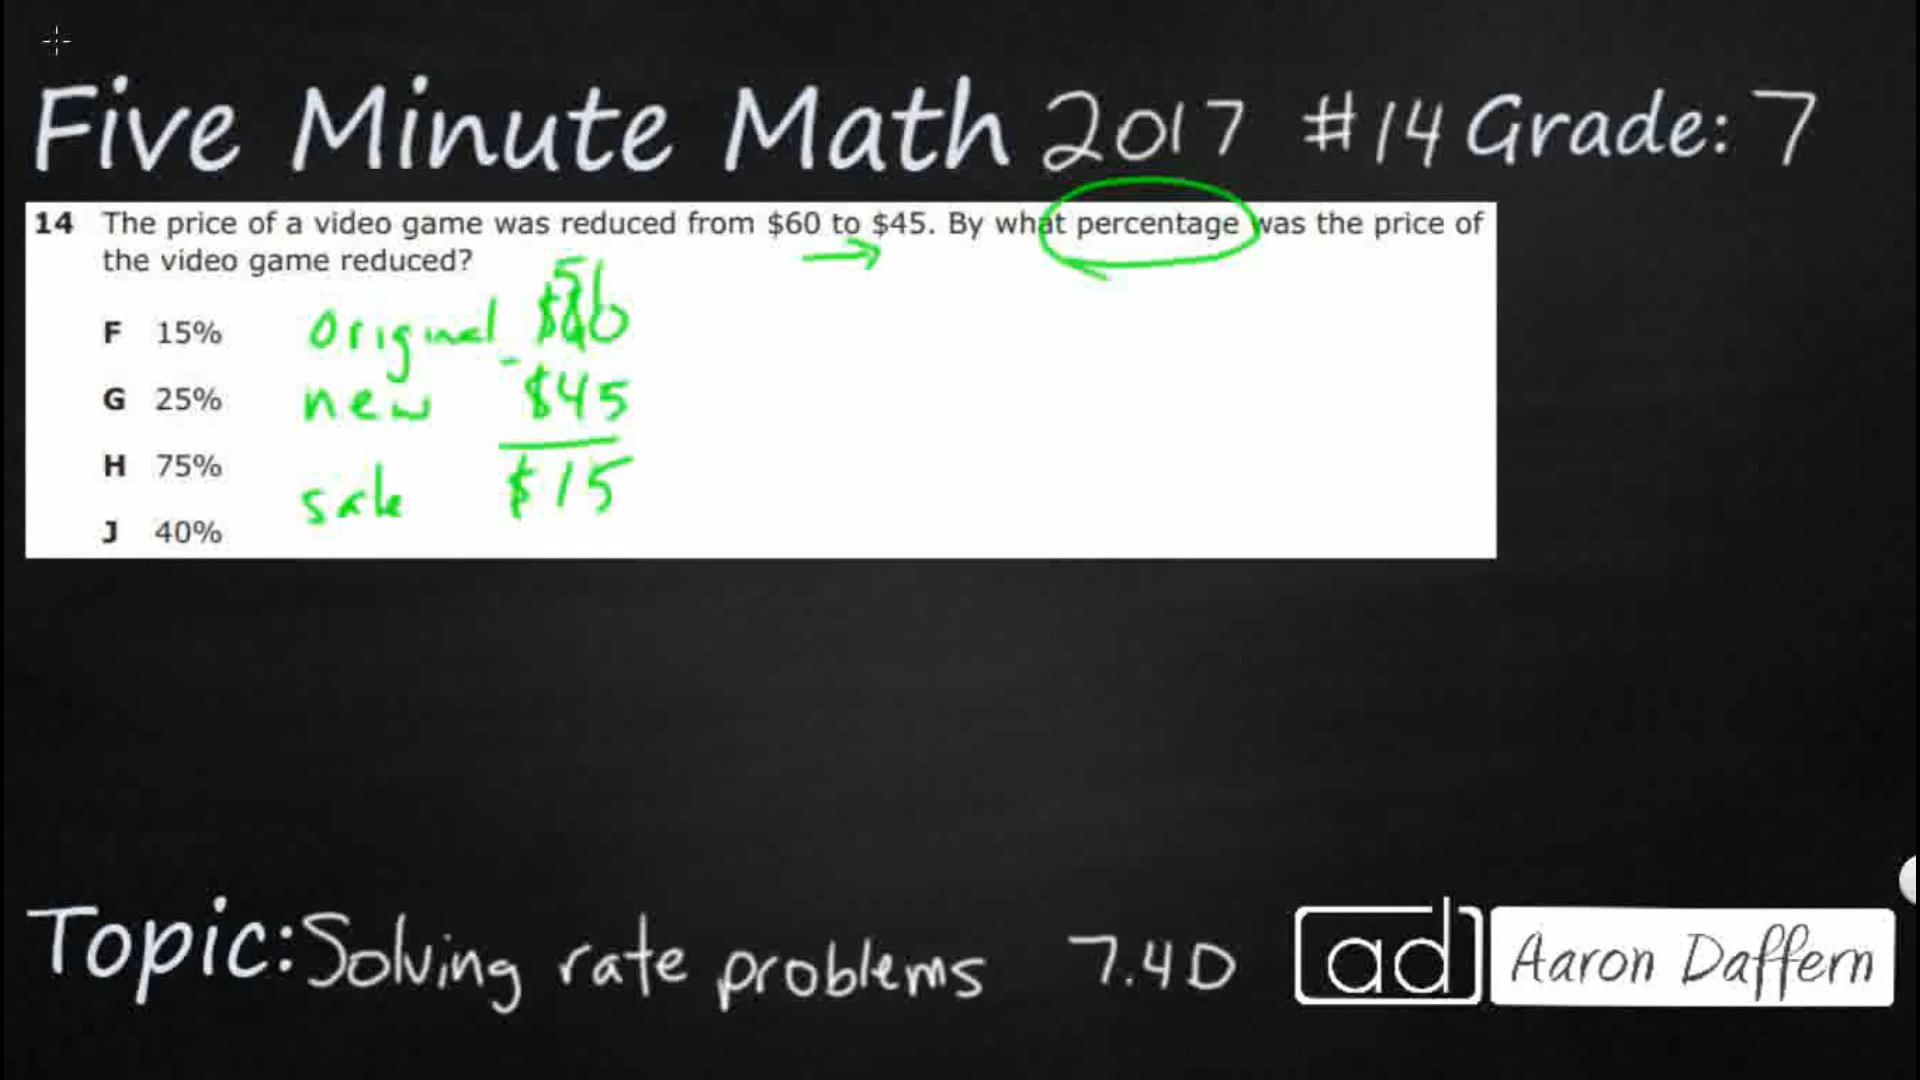 Five Minute Math 2017 #14 Grade: 7
14 The price of a video game was reduced from $60 to $45. By what percentage was the price of
the video game reduced?
F 15%
G 25%
H 75%
J 40%
original $60
5
new - $45
sale $15
Topic: Solving rate problems 7.4D
ad Aaron Daffern